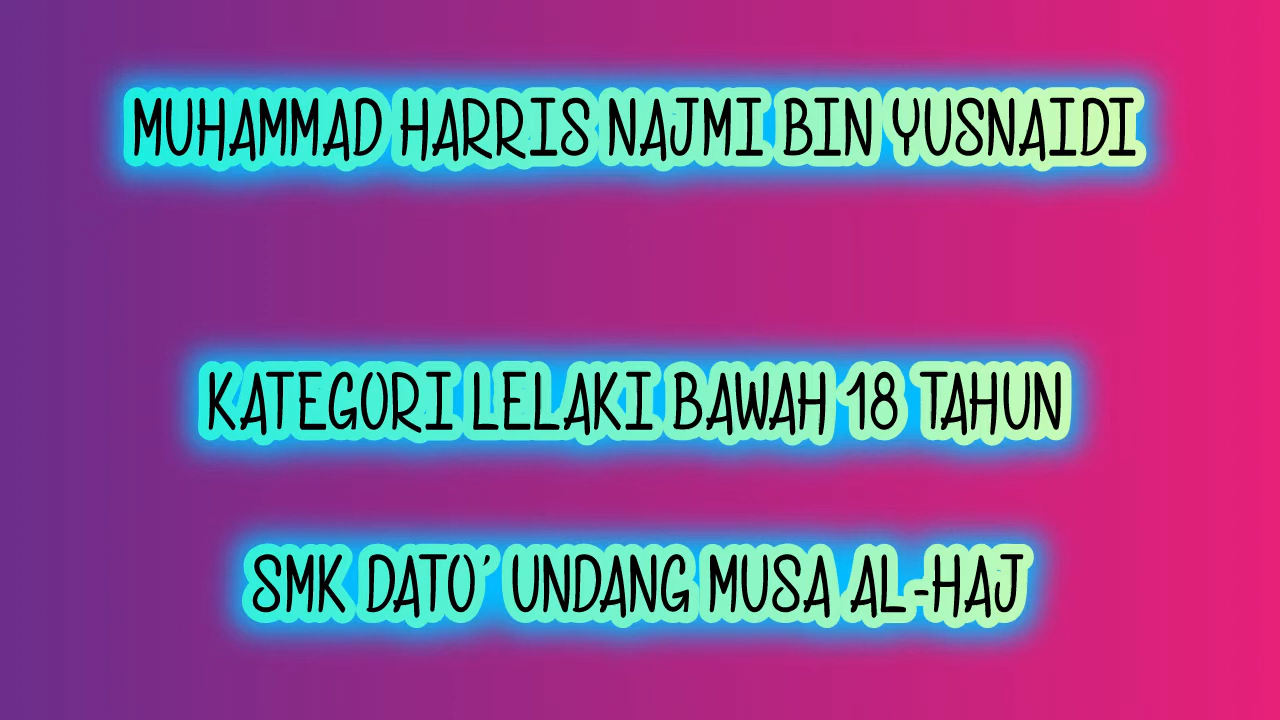 MUHAMMAD HARRIS NAJMI BIN YUSNAIDI
KATEGORI LELAKI BAWAH 18 TAHUN
SMK DATO' UNDANG MUSA AL-HAJ